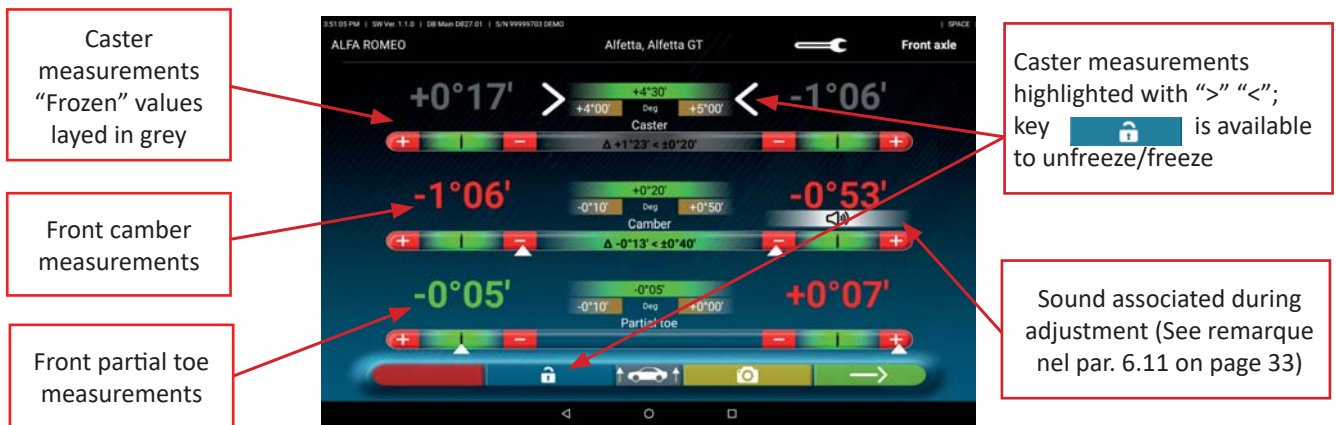 Caster
measurements
“Frozen” values
layed in grey
Front camber
measurements
Front partial toe
measurements
3:51:05 PM | SW Ver. 1.1.0 | DB Main DB27.01 | S/N 99999703 DEMO | SPACE
ALFA ROMEO Alfetta, Alfetta GT Front axle
+0°17' > +4°30' < -1°06'
+4°00' Deg +5°00'
Caster
+ - Δ +1°23' < ±0°20' - +
-1°06' +0°20' -0°53'
-0°10' Deg +0°50'
Camber
+ - Δ -0°13' < ±0°40' - +
-0°05' -0°05' +0°07'
-0°10' Deg +0°00'
Partial toe
+ - - +
Caster measurements
highlighted with “>” “<”;
key is available
to unfreeze/freeze
Sound associated during
adjustment (See remarque
nel par. 6.11 on page 33)